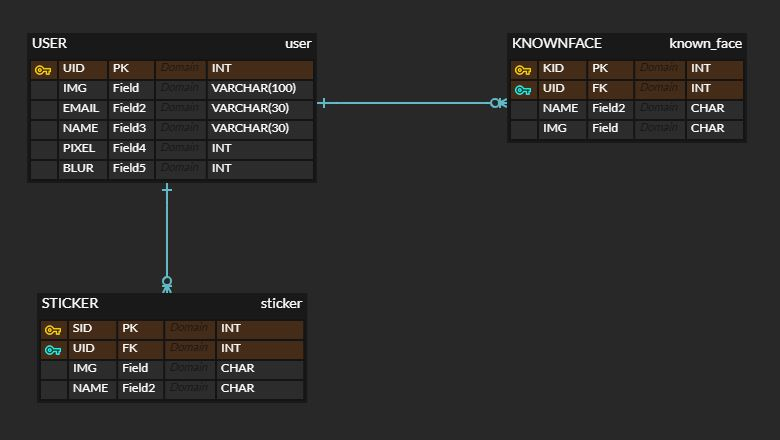 USER user
UID PK Domain INT
IMG Field Domain VARCHAR(100)
EMAIL Field2 Domain VARCHAR(30)
NAME Field3 Domain VARCHAR(30)
PIXEL Field4 Domain INT
BLUR Field5 Domain INT
KNOWNFACE known_face
KID PK Domain INT
UID FK Domain INT
NAME Field2 Domain CHAR
IMG Field Domain CHAR
STICKER sticker
SID PK Domain INT
UID FK Domain INT
IMG Field Domain CHAR
NAME Field2 Domain CHAR